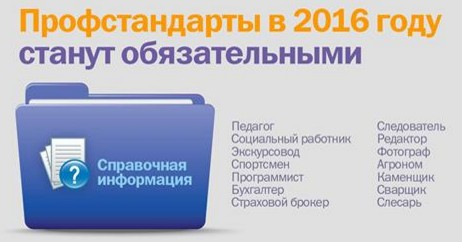 Профстандарты в 2016 году
станут обязательными
Справочная
информация
Педагог
Социальный работник
Экскурсовод
Спортсмен
Программист
Бухгалтер
Страховой брокер
Следователь
Редактор
Фотограф
Агроном
Каменщик
Сварщик
Слесарь